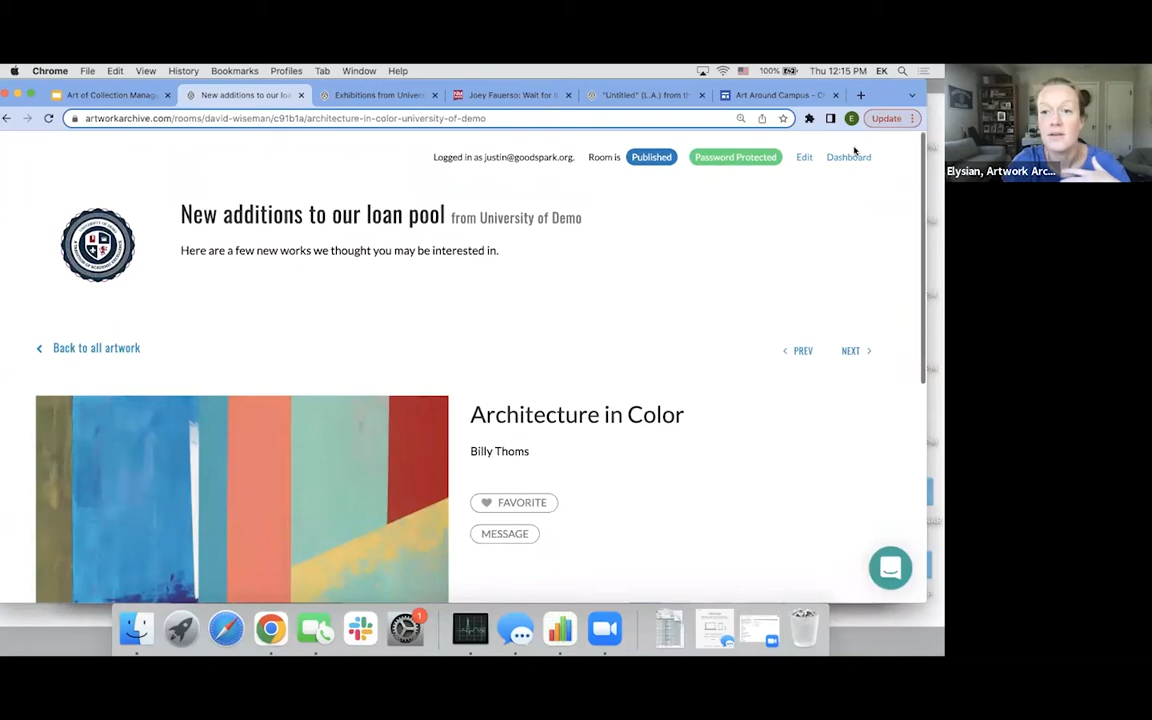 Chrome File Edit View History Bookmarks Profiles Tab Window Help 100% Thu 12:15 PM EK
Art of Collection Manag New additions to our loa Exhibitions from Univers Joey Fauerso: Wait for It "Untitled" (L.A.) from th Art Around Campus – C
artworkarchive.com/rooms/david-wiseman/c91b1a/architecture-in-color-university-of-demo E Update
Logged in as justin@goodspark.org. Room is Published Password Protected Edit Dashboard
Elysian, Artwork Arc...
New additions to our loan pool from University of Demo
Here are a few new works we thought you may be interested in.
Back to all artwork
PREV NEXT
Architecture in Color
Billy Thoms
FAVORITE
MESSAGE
1